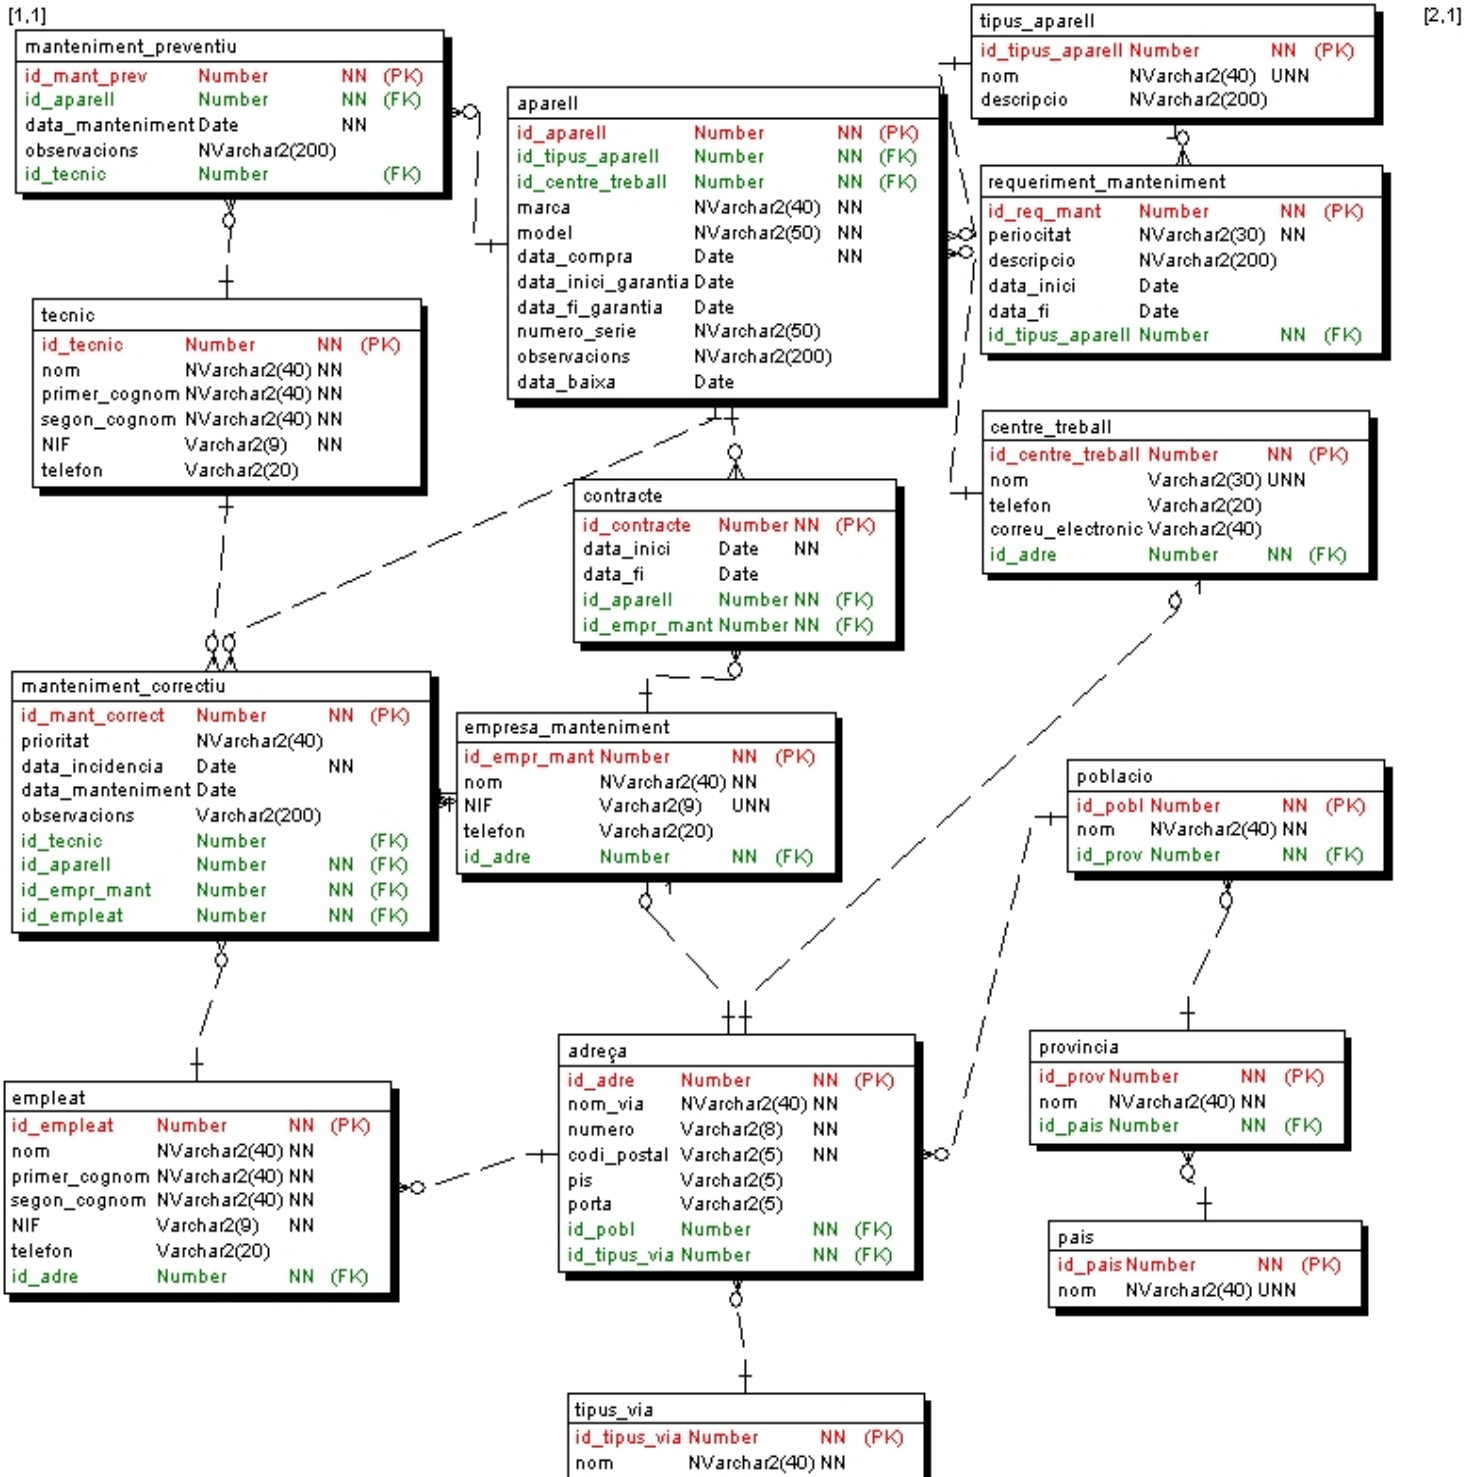 [1,1]
[2,1]
manteniment_preventiu
id_mant_prev Number NN (PK)
id_aparell Number NN (FK)
data_manteniment Date NN
observacions NVarchar2(200)
id_tecnic Number (FK)
aparell
id_aparell Number NN (PK)
id_tipus_aparell Number NN (FK)
id_centre_treball Number NN (FK)
marca NVarchar2(40) NN
model NVarchar2(50) NN
data_compra Date NN
data_inici_garantia Date
data_fi_garantia Date
numero_serie NVarchar2(50)
observacions NVarchar2(200)
data_baixa Date
tipus_aparell
id_tipus_aparell Number NN (PK)
nom NVarchar2(40) UNN
descripcio NVarchar2(200)
requeriment_manteniment
id_req_mant Number NN (PK)
periocitat NVarchar2(30) NN
descripcio NVarchar2(200)
data_inici Date
data_fi Date
id_tipus_aparell Number NN (FK)
tecnic
id_tecnic Number NN (PK)
nom NVarchar2(40) NN
primer_cognom NVarchar2(40) NN
segon_cognom NVarchar2(40) NN
NIF Varchar2(9) NN
telefon Varchar2(20)
contracte
id_contracte Number NN (PK)
data_inici Date NN
data_fi Date
id_aparell Number NN (FK)
id_empr_mant Number NN (FK)
centre_treball
id_centre_treball Number NN (PK)
nom Varchar2(30) UNN
telefon Varchar2(20)
correu_electronic Varchar2(40)
id_adre Number NN (FK)
manteniment_correctiu
id_mant_correct Number NN (PK)
prioritat NVarchar2(40)
data_incidencia Date NN
data_manteniment Date
observacions Varchar2(200)
id_tecnic Number (FK)
id_aparell Number NN (FK)
id_empr_mant Number NN (FK)
id_empleat Number NN (FK)
empresa_manteniment
id_empr_mant Number NN (PK)
nom NVarchar2(40) NN
NIF Varchar2(9) UNN
telefon Varchar2(20)
id_adre Number NN (FK)
poblacio
id_pobl Number NN (PK)
nom NVarchar2(40) NN
id_prov Number NN (FK)
empleat
id_empleat Number NN (PK)
nom NVarchar2(40) NN
primer_cognom NVarchar2(40) NN
segon_cognom NVarchar2(40) NN
NIF Varchar2(9) NN
telefon Varchar2(20)
id_adre Number NN (FK)
adreça
id_adre Number NN (PK)
nom_via NVarchar2(40) NN
numero Varchar2(8) NN
codi_postal Varchar2(5) NN
pis Varchar2(5)
porta Varchar2(5)
id_pobl Number NN (FK)
id_tipus_via Number NN (FK)
provincia
id_prov Number NN (PK)
nom NVarchar2(40) NN
id_pais Number NN (FK)
pais
id_pais Number NN (PK)
nom NVarchar2(40) UNN
tipus_via
id_tipus_via Number NN (PK)
nom NVarchar2(40) NN